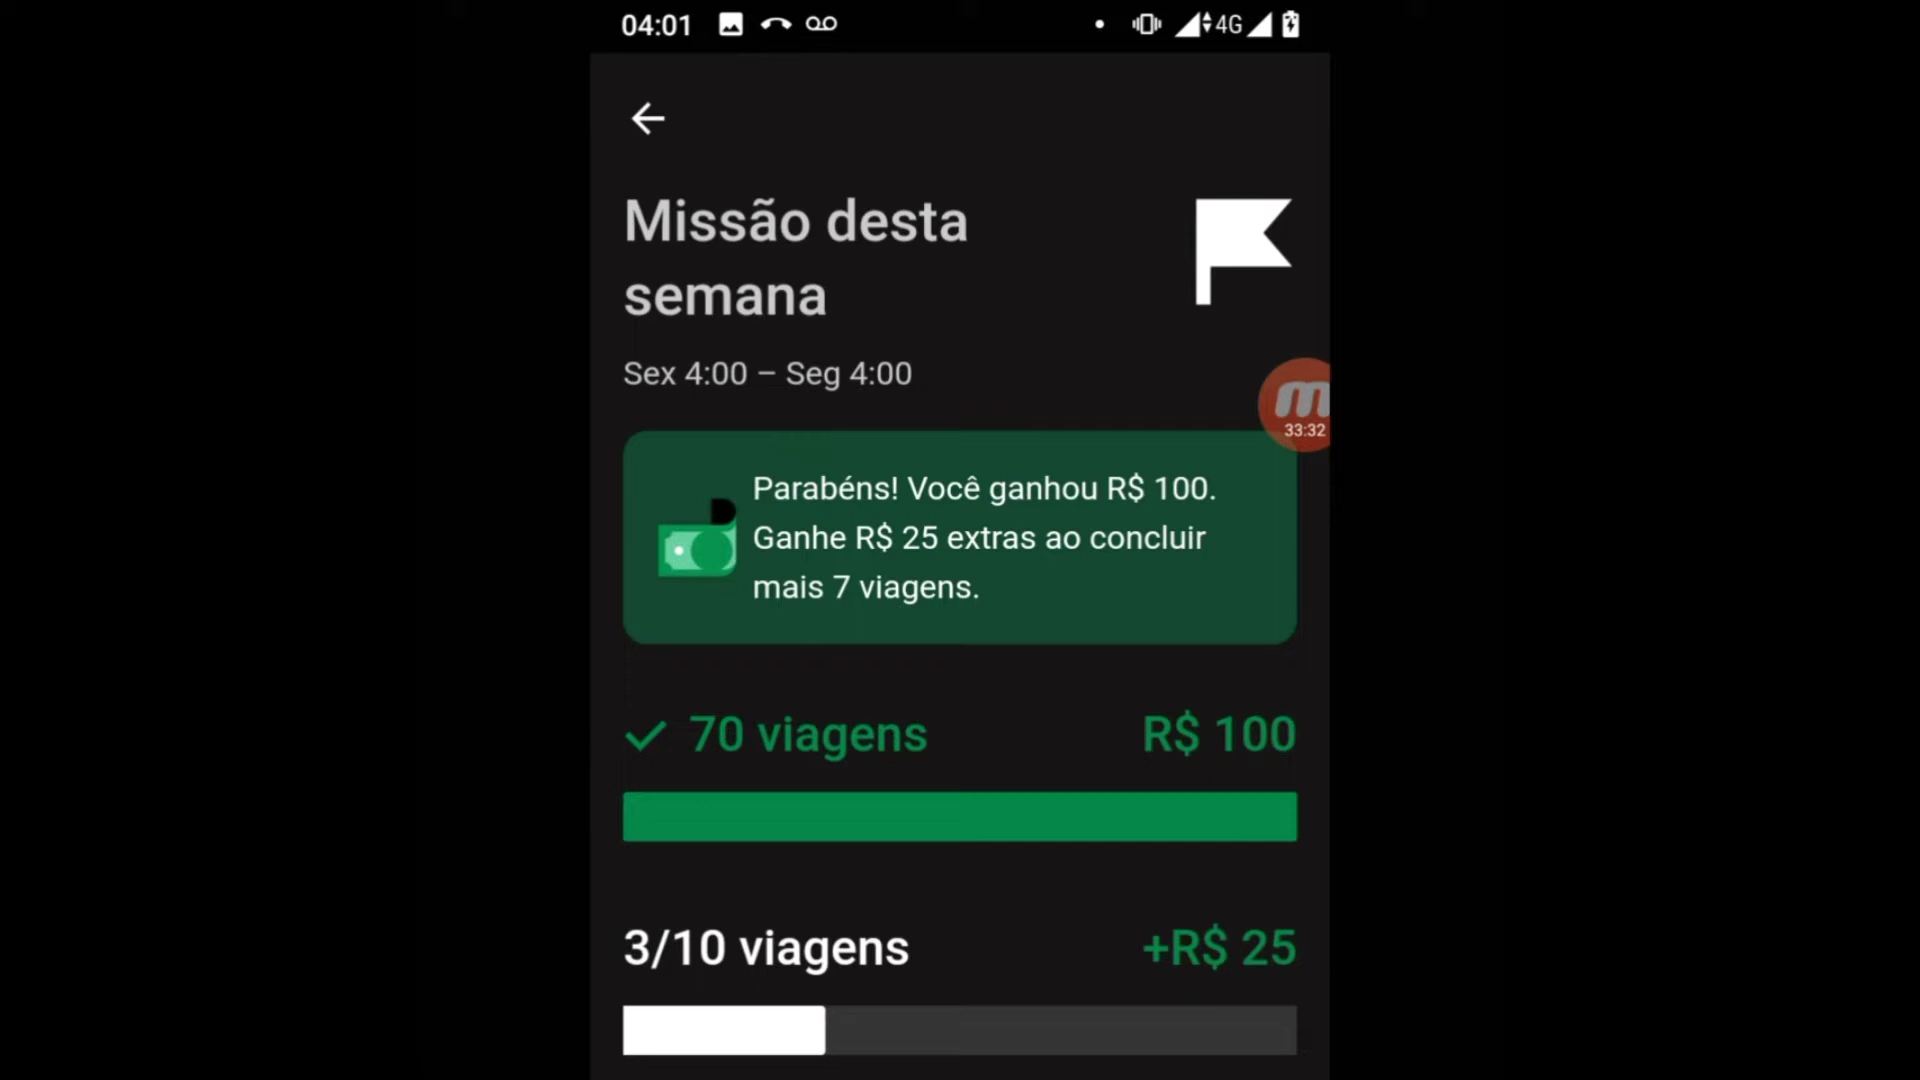 04:01 4G
Missão desta
semana
Sex 4:00 – Seg 4:00
m
33:32
Parabéns! Você ganhou R$ 100.
Ganhe R$ 25 extras ao concluir
mais 7 viagens.
70 viagens R$ 100
3/10 viagens +R$ 25